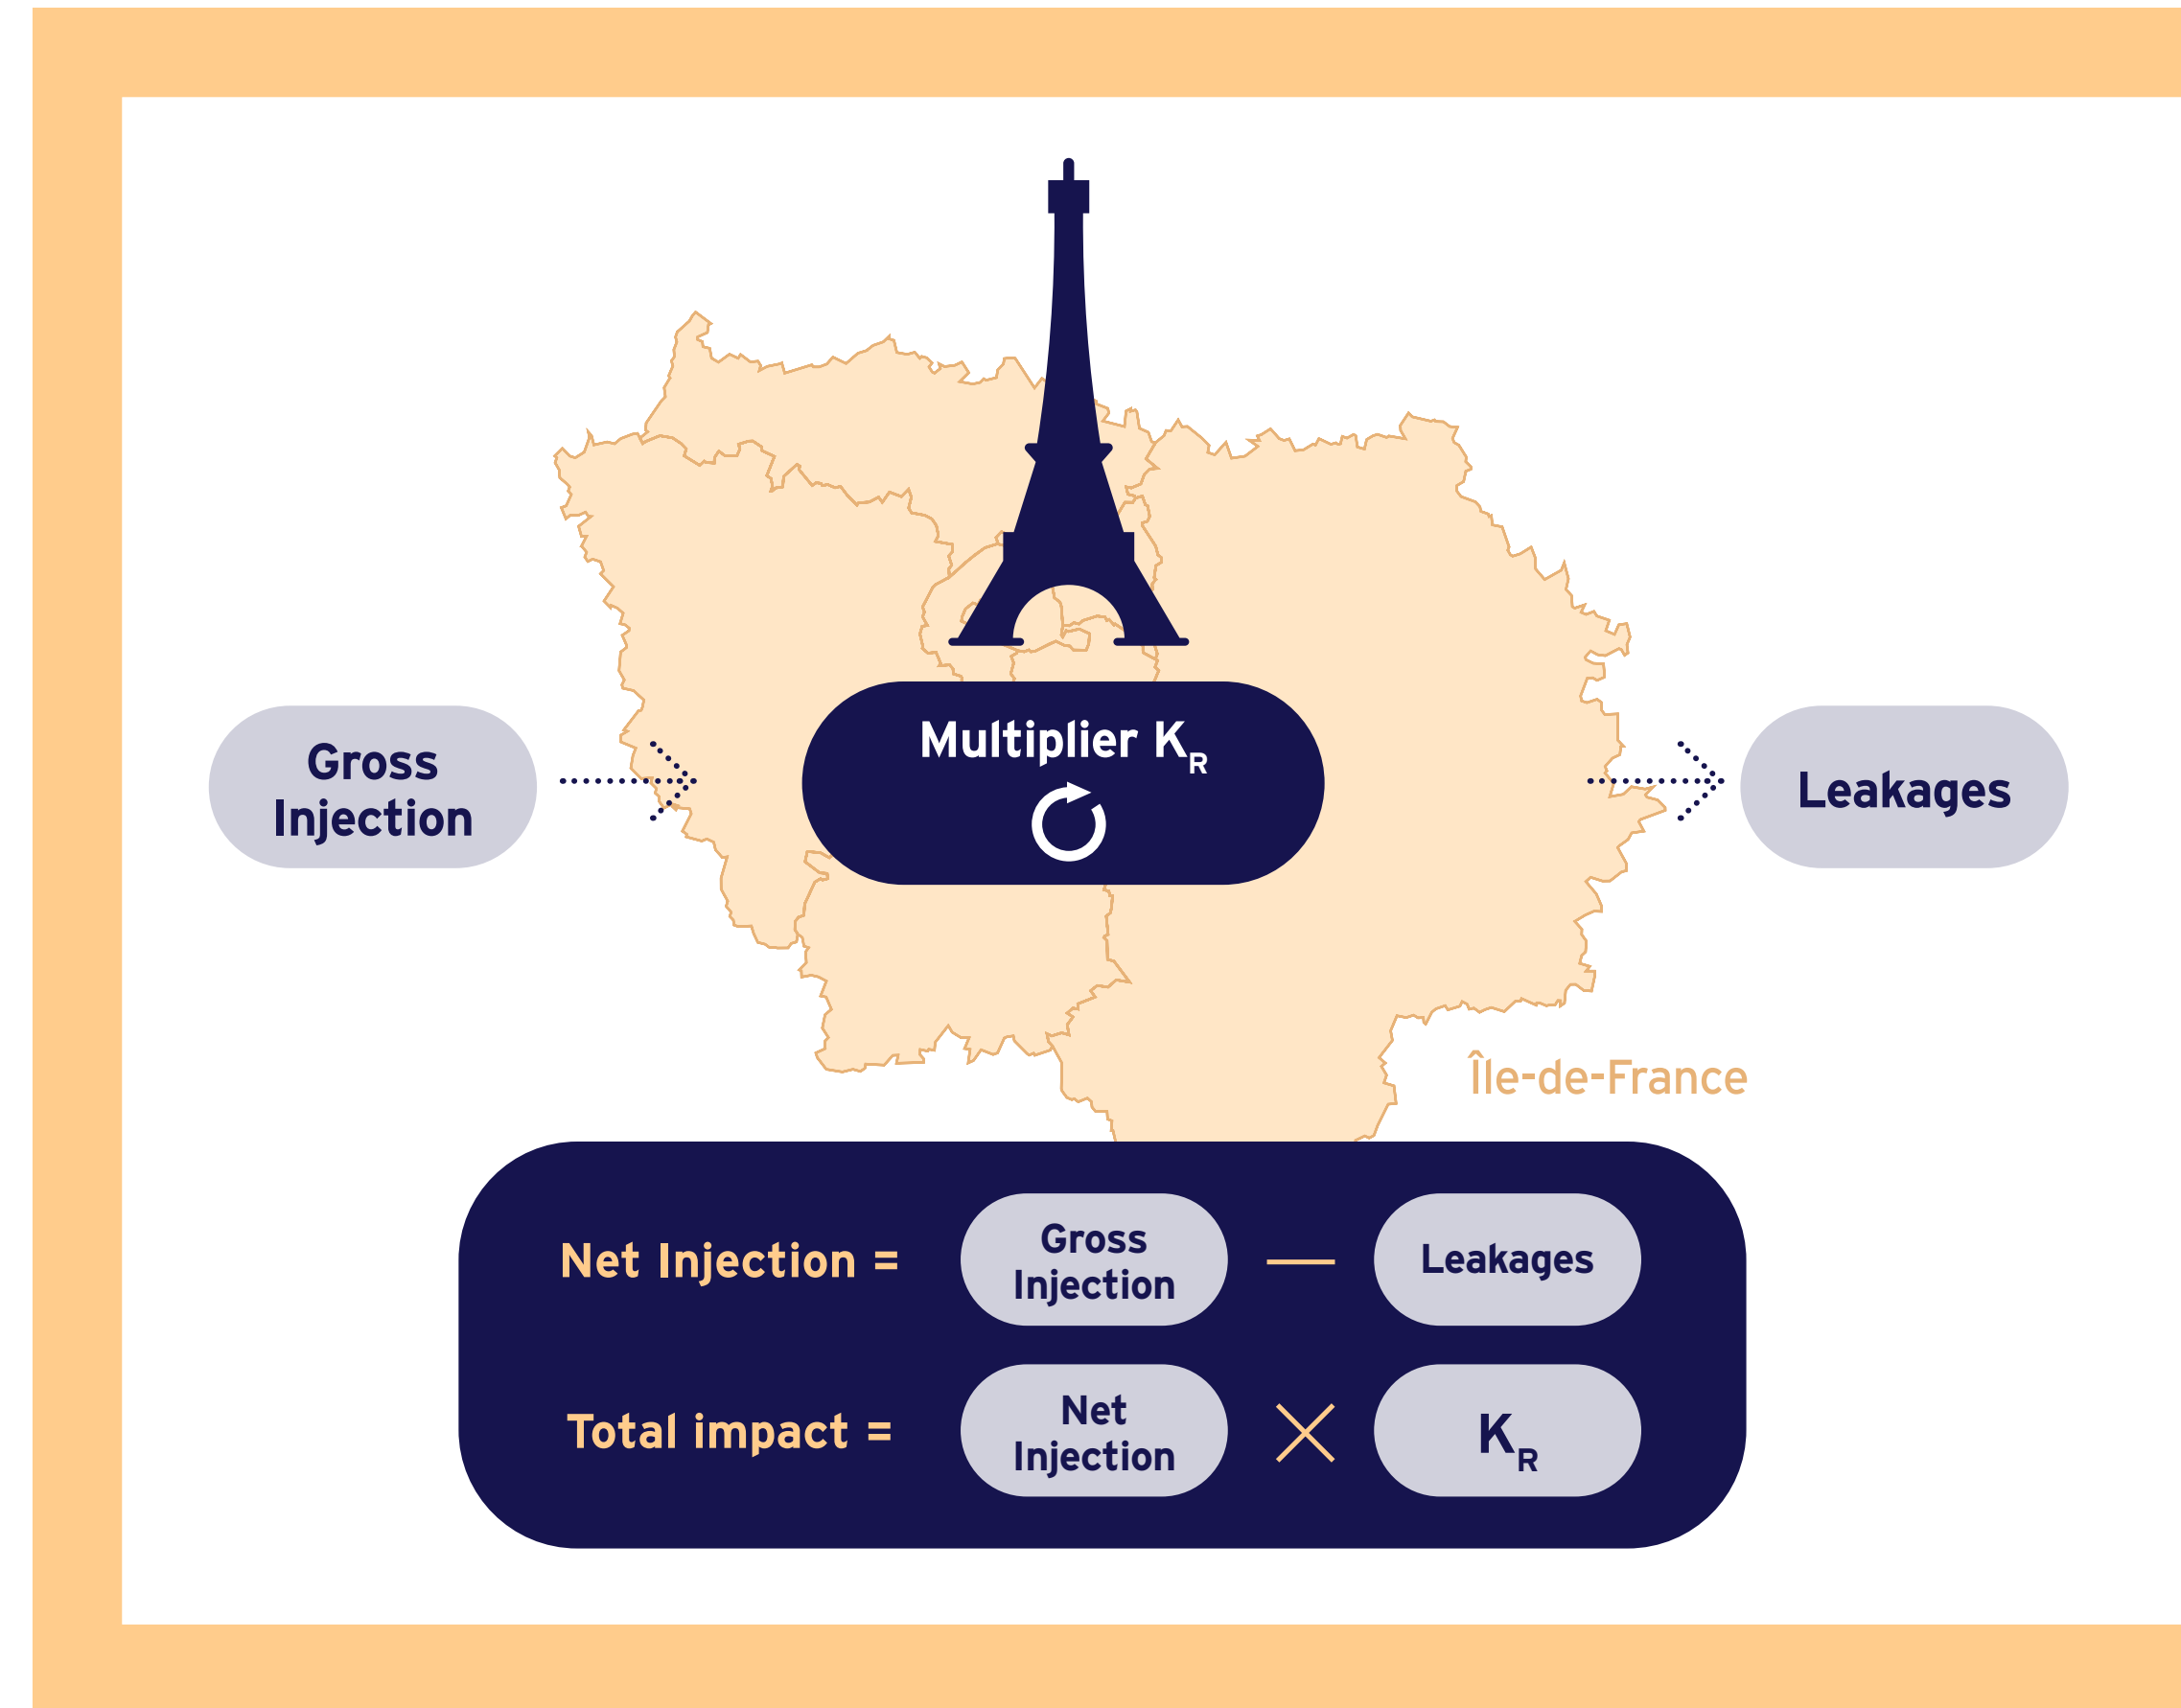 Multiplier KR
Gross
Injection
Leakages
Île-de-France
Net Injection = Gross Injection — Leakages
Total impact = Net Injection × KR